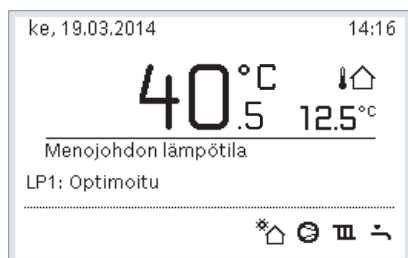 ke, 19.03.2014 14:16
40.5 °C
12.5°C
Menojohdon lämpötila
LP1: Optimoitu